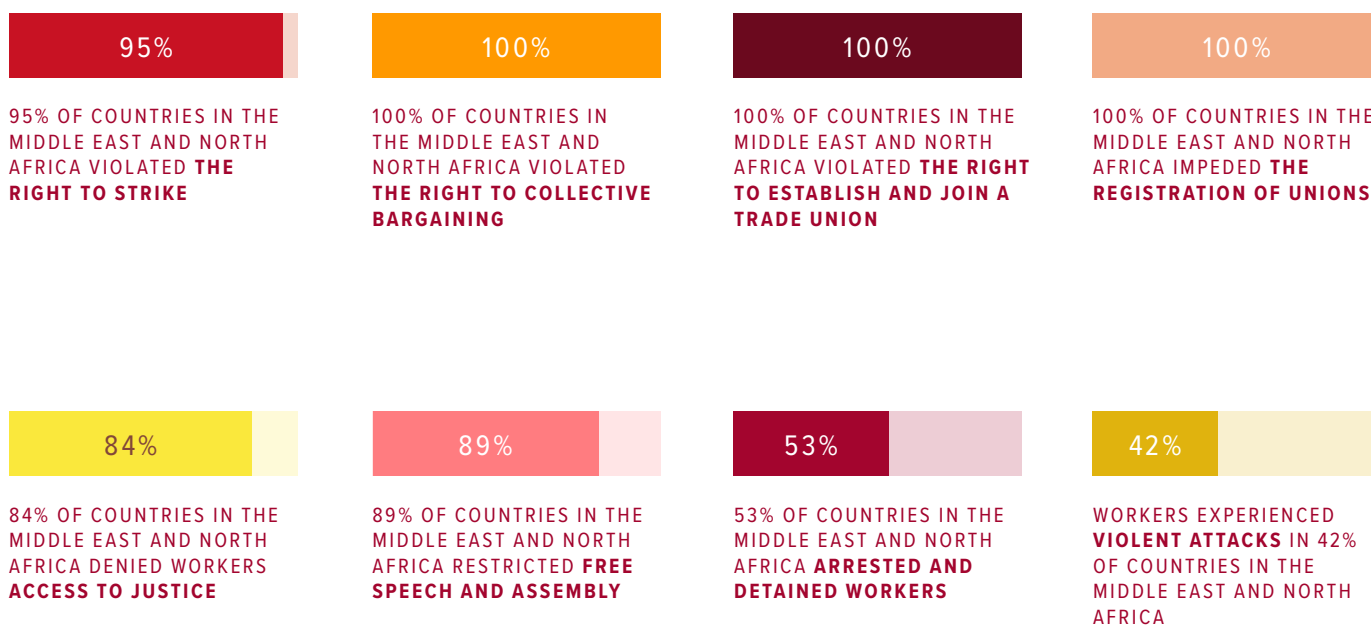 95%
95% OF COUNTRIES IN THE
MIDDLE EAST AND NORTH
AFRICA VIOLATED THE
RIGHT TO STRIKE
100%
100% OF COUNTRIES IN
THE MIDDLE EAST AND
NORTH AFRICA VIOLATED
THE RIGHT TO COLLECTIVE
BARGAINING
100%
100% OF COUNTRIES IN THE
MIDDLE EAST AND NORTH
AFRICA VIOLATED THE RIGHT
TO ESTABLISH AND JOIN A
TRADE UNION
100%
100% OF COUNTRIES IN THE
MIDDLE EAST AND NORTH
AFRICA IMPEDED THE
REGISTRATION OF UNIONS
84%
84% OF COUNTRIES IN THE
MIDDLE EAST AND NORTH
AFRICA DENIED WORKERS
ACCESS TO JUSTICE
89%
89% OF COUNTRIES IN THE
MIDDLE EAST AND NORTH
AFRICA RESTRICTED FREE
SPEECH AND ASSEMBLY
53%
53% OF COUNTRIES IN THE
MIDDLE EAST AND NORTH
AFRICA ARRESTED AND
DETAINED WORKERS
42%
WORKERS EXPERIENCED
VIOLENT ATTACKS IN 42%
OF COUNTRIES IN THE
MIDDLE EAST AND NORTH
AFRICA